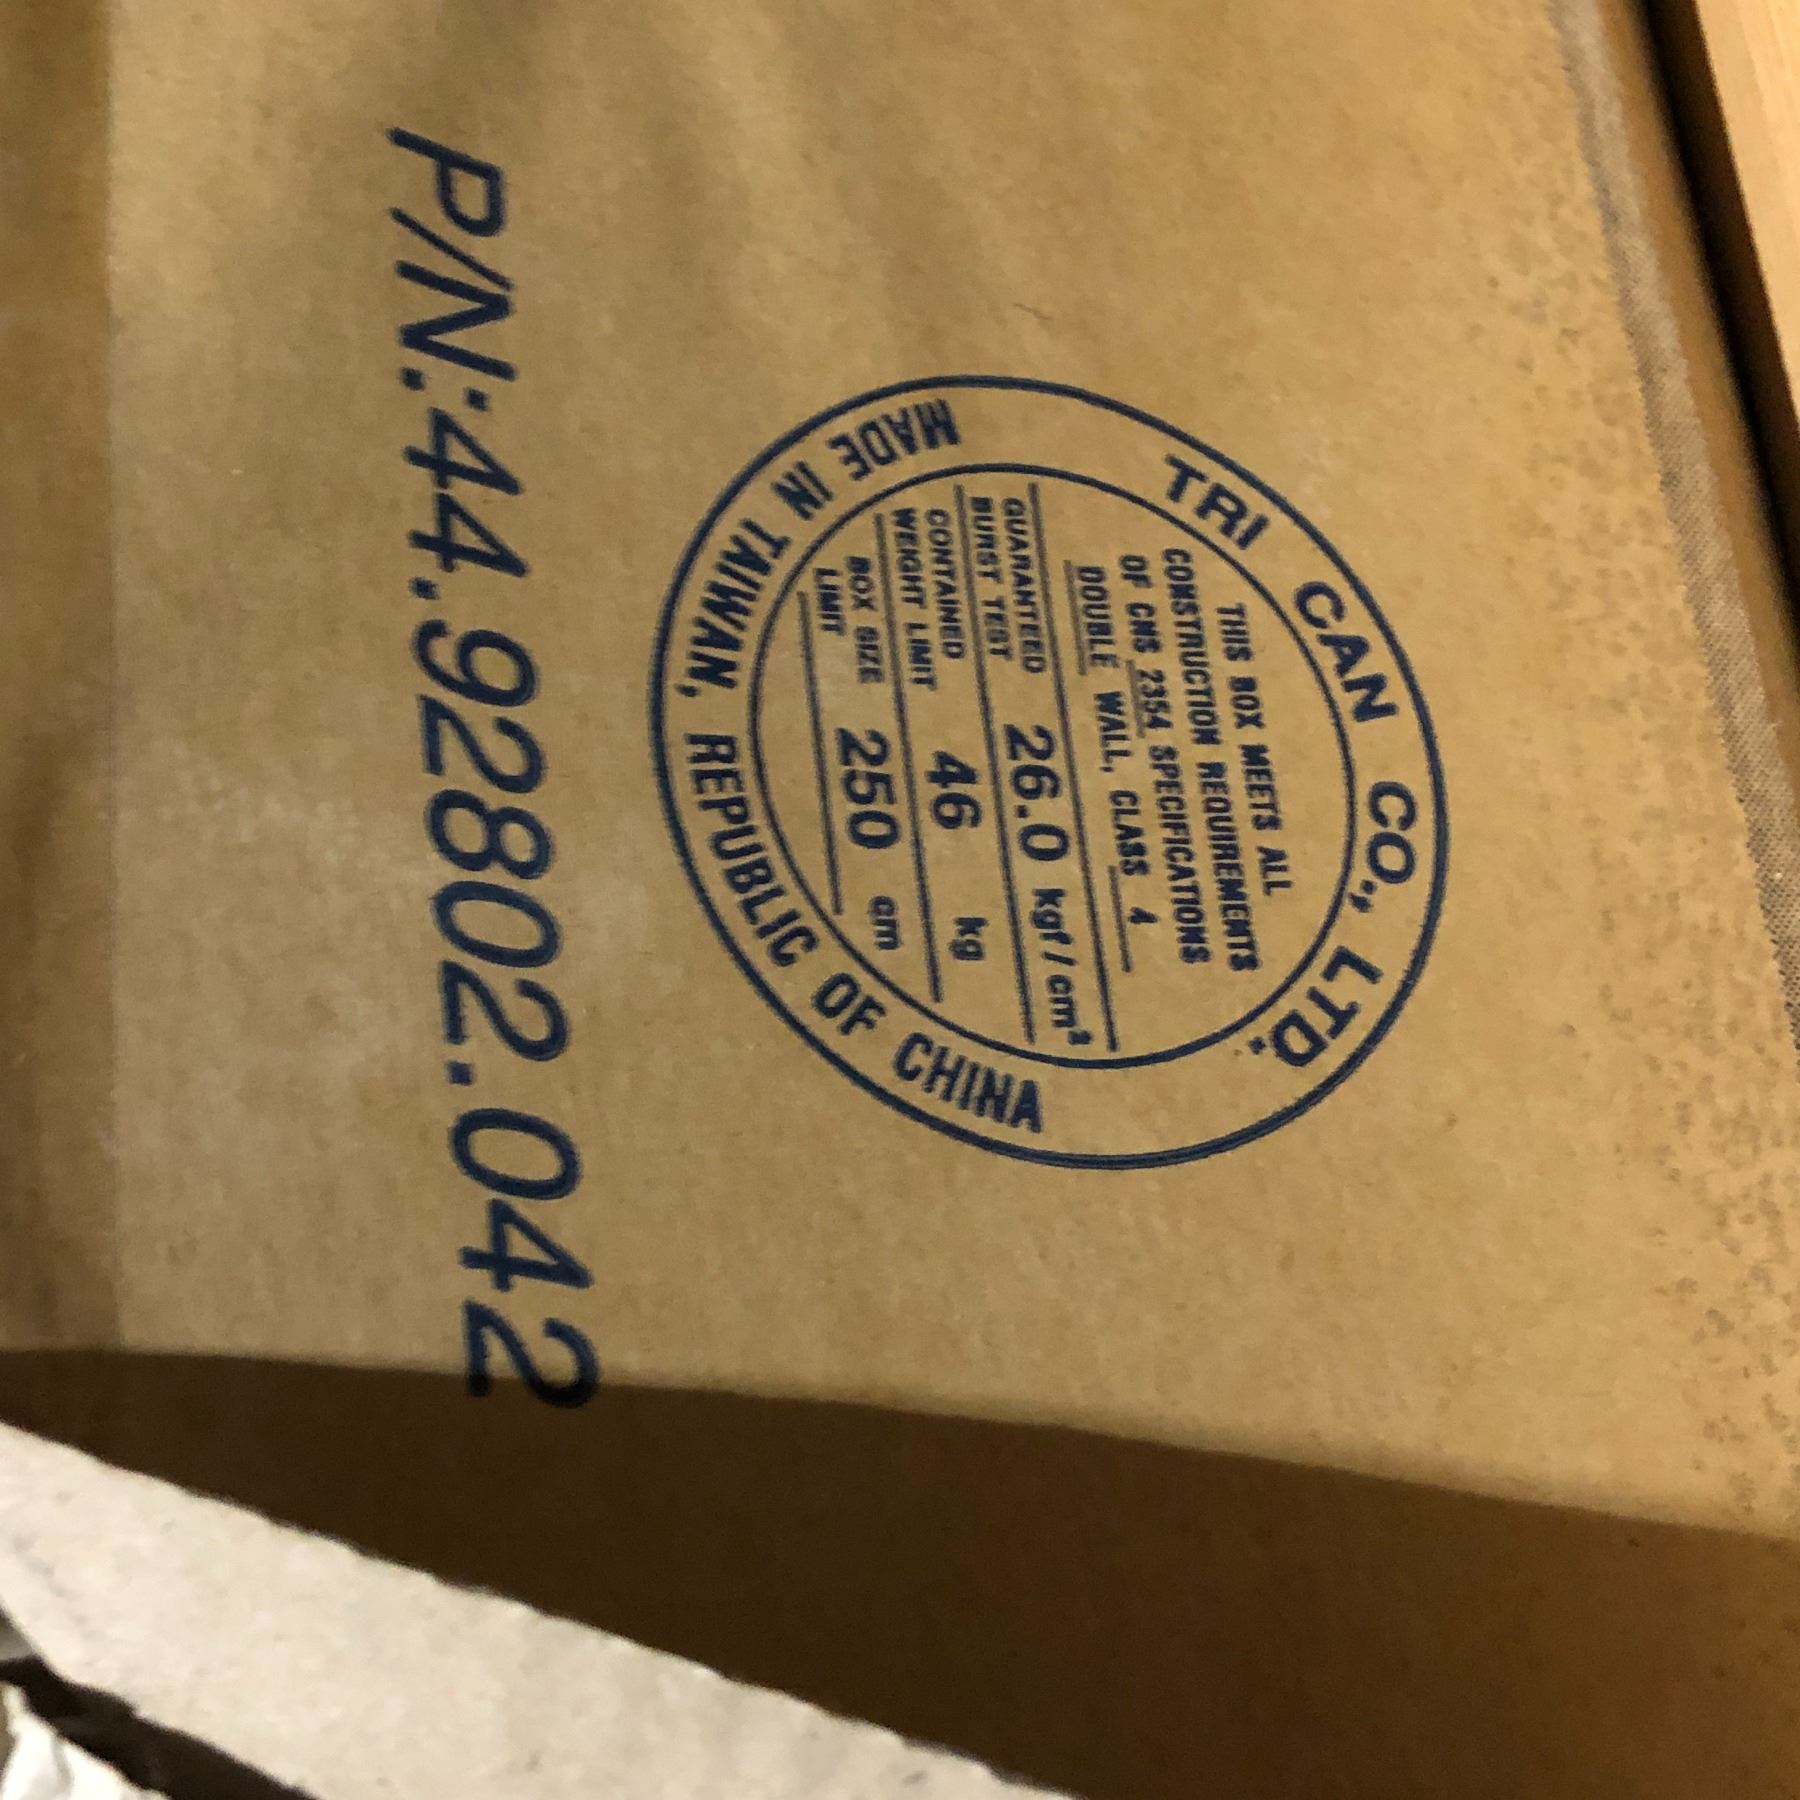 TRI CAN CO., LTD.
THIS BOX MEETS ALL
CONSTRUCTION REQUIREMENTS
OF CNS 2354 SPECIFICATIONS
DOUBLE WALL, CLASS 4
GUARANTEED
BURST TEST 26.0 kgf/cm²
CONTAINED
WEIGHT LIMIT 46 kg
BOX SIZE
LIMIT 250 cm
MADE IN TAIWAN, REPUBLIC OF CHINA
P/N:44.92802.042